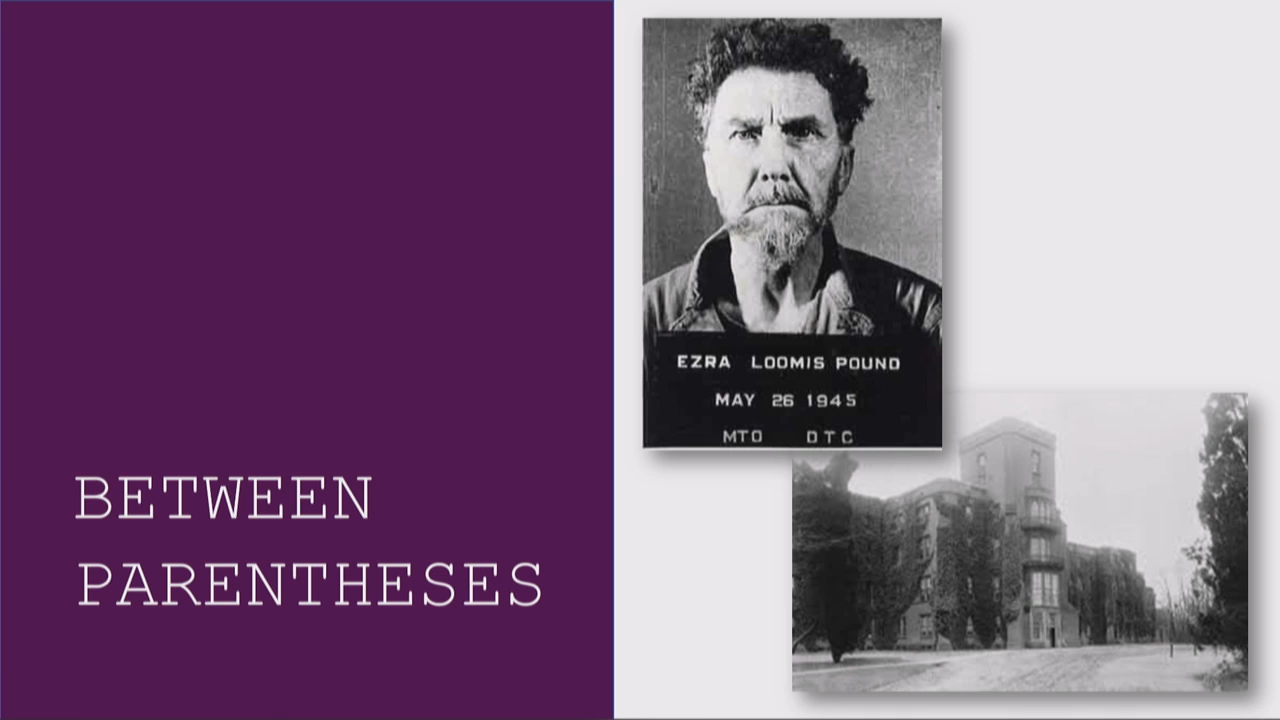 BETWEEN
PARENTHESES
EZRA LOOMIS POUND
MAY 26 1945
MTO DTC